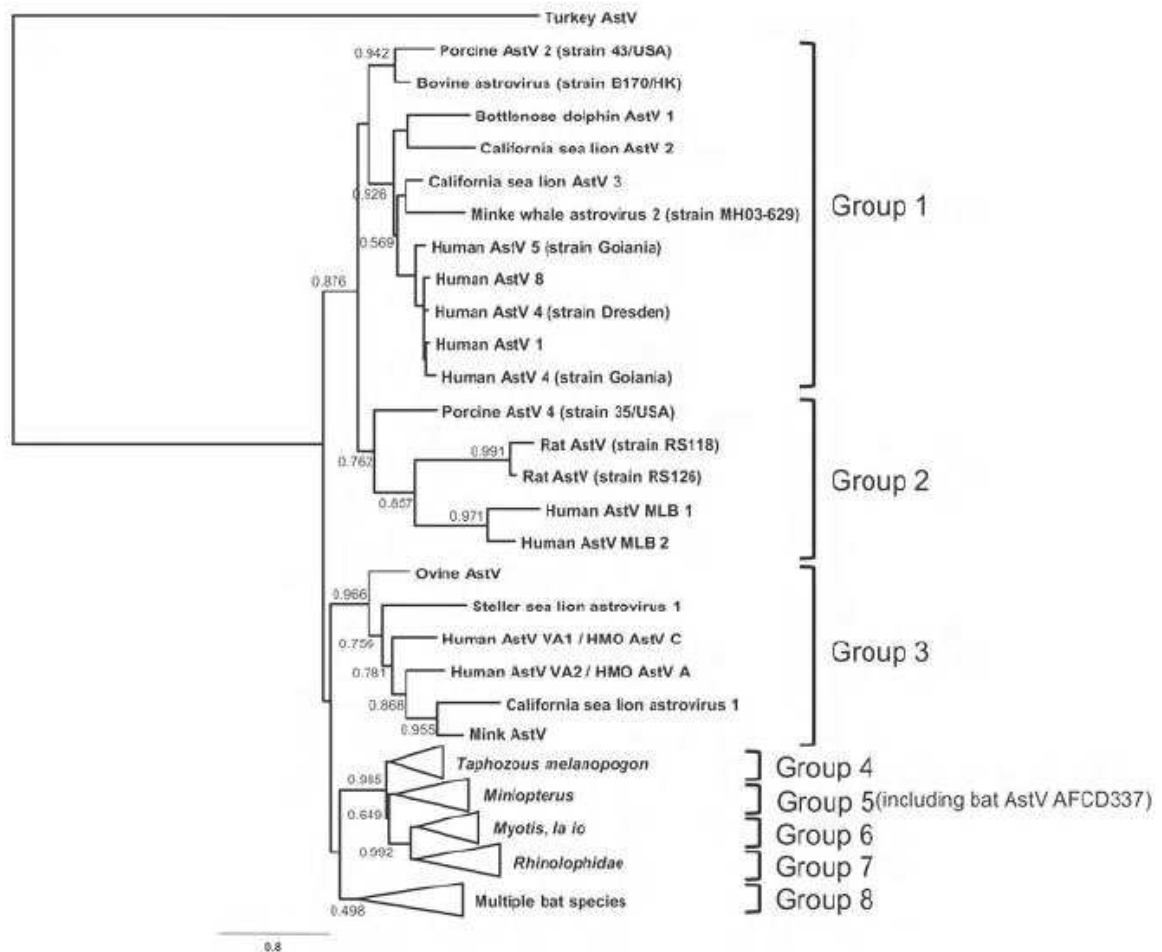 Turkey AstV
0.942
Porcine AstV 2 (strain 43/USA)
Bovine astrovirus (strain B170/HK)
Bottlenose dolphin AstV 1
California sea lion AstV 2
0.926
California sea lion AstV 3
Minke whale astrovirus 2 (strain MH03-629)
Group 1
0.569
Human AstV 5 (strain Goiania)
Human AstV 8
0.876
Human AstV 4 (strain Dresden)
Human AstV 1
Human AstV 4 (strain Goiania)
Porcine AstV 4 (strain 35/USA)
0.762
0.991
Rat AstV (strain RS118)
Rat AstV (strain RS126)
Group 2
0.857
0.971
Human AstV MLB 1
Human AstV MLB 2
Ovine AstV
0.966
Steller sea lion astrovirus 1
0.756
Human AstV VA1 / HMO AstV C
Group 3
0.781
Human AstV VA2 / HMO AstV A
0.868
California sea lion astrovirus 1
0.955
Mink AstV
0.985
Taphozous melanopogon
Group 4
Miniopterus
Group 5 (including bat AstV AFCD337)
0.649
Myotis, Ia io
Group 6
0.992
Rhinolophidae
Group 7
Multiple bat species
Group 8
0.498
0.8